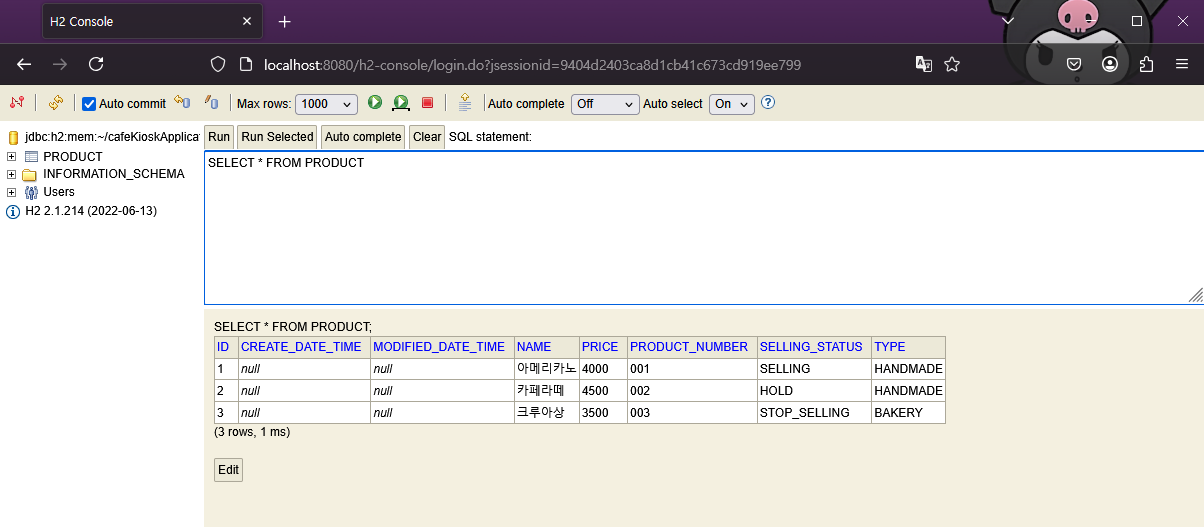 H2 Console
localhost:8080/h2-console/login.do?jsessionid=9404d2403ca8d1cb41c673cd919ee799
Auto commit Max rows: 1000 Auto complete Off Auto select On
jdbc:h2:mem:~/cafeKioskApplicat
Run Run Selected Auto complete Clear SQL statement:
PRODUCT
INFORMATION_SCHEMA
Users
H2 2.1.214 (2022-06-13)
SELECT * FROM PRODUCT
SELECT * FROM PRODUCT;
ID CREATE_DATE_TIME MODIFIED_DATE_TIME NAME PRICE PRODUCT_NUMBER SELLING_STATUS TYPE
1 null null 아메리카노 4000 001 SELLING HANDMADE
2 null null 카페라떼 4500 002 HOLD HANDMADE
3 null null 크루아상 3500 003 STOP_SELLING BAKERY
(3 rows, 1 ms)
Edit